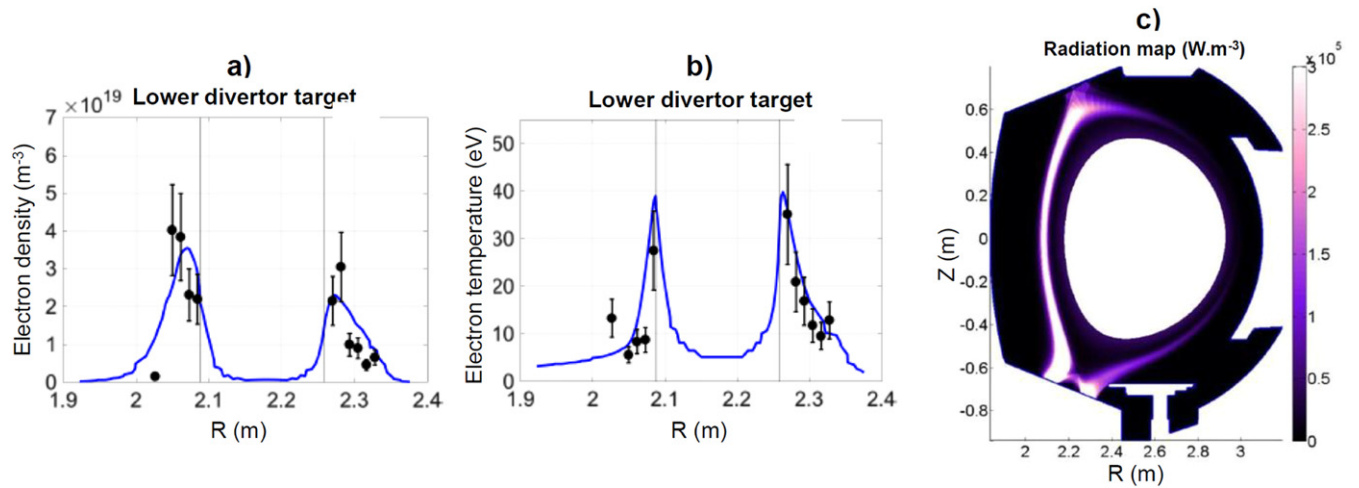 a)
Lower divertor target
× 10¹⁹
Electron density (m⁻³)
7
6
5
4
3
2
1
0
1.9 2 2.1 2.2 2.3 2.4
R (m)
b)
Lower divertor target
Electron temperature (eV)
50
40
30
20
10
0
1.9 2 2.1 2.2 2.3 2.4
R (m)
c)
Radiation map (W.m⁻³)
Z (m)
0.6
0.4
0.2
0
-0.2
-0.4
-0.6
-0.8
2 2.2 2.4 2.6 2.8 3
R (m)
× 10⁵
3
2.5
2
1.5
1
0.5
0